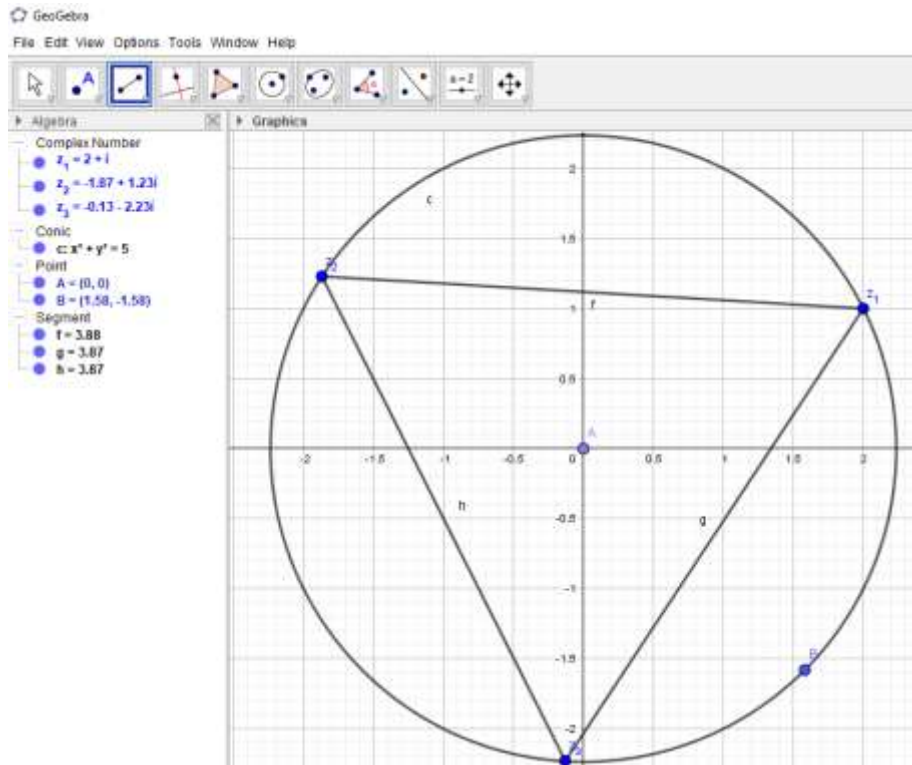 GeoGebra
File Edit View Options Tools Window Help
A
a = 2
Algebra
Graphics
Complex Number
z₁ = 2 + i
z₂ = -1.87 + 1.23i
z₃ = -0.13 - 2.23i
Conic
c: x² + y² = 5
Point
A = (0, 0)
B = (1.58, -1.58)
Segment
f = 3.88
g = 3.87
h = 3.87
2
c
1.5
z₂
z₁
f
1
0.5
A
-2 -1.5 -1 -0.5 0 0.5 1 1.5 2
h
-0.5
g
-1
-1.5
B
-2
z₃